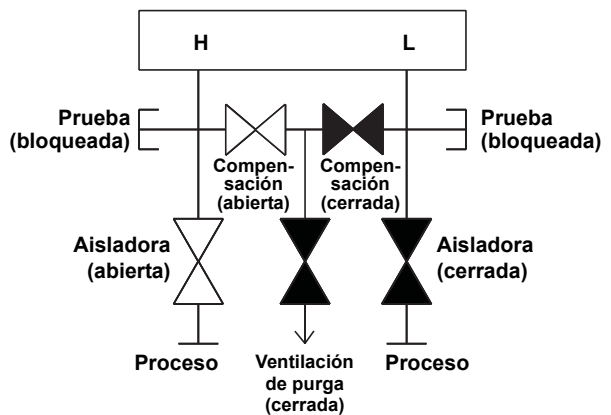 H
L
Prueba
(bloqueada)
Prueba
(bloqueada)
Compen-
sación
(abierta)
Compen-
sación
(cerrada)
Aisladora
(abierta)
Aisladora
(cerrada)
Proceso
Ventilación
de purga
(cerrada)
Proceso